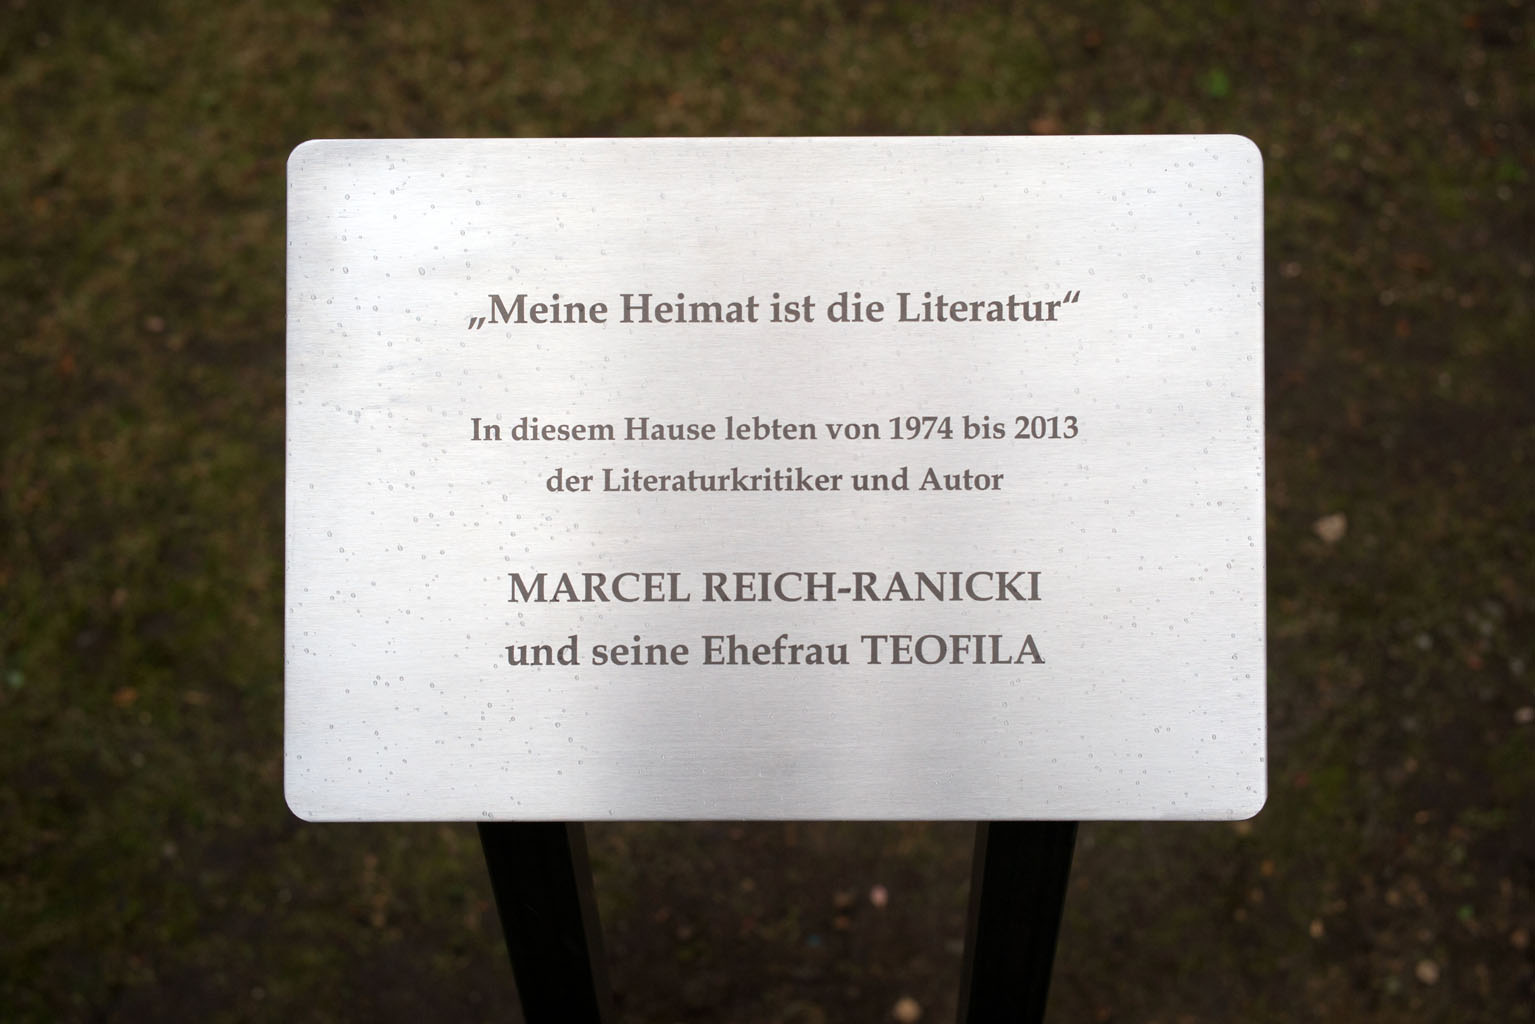 „Meine Heimat ist die Literatur“
In diesem Hause lebten von 1974 bis 2013
der Literaturkritiker und Autor
MARCEL REICH-RANICKI
und seine Ehefrau TEOFILA